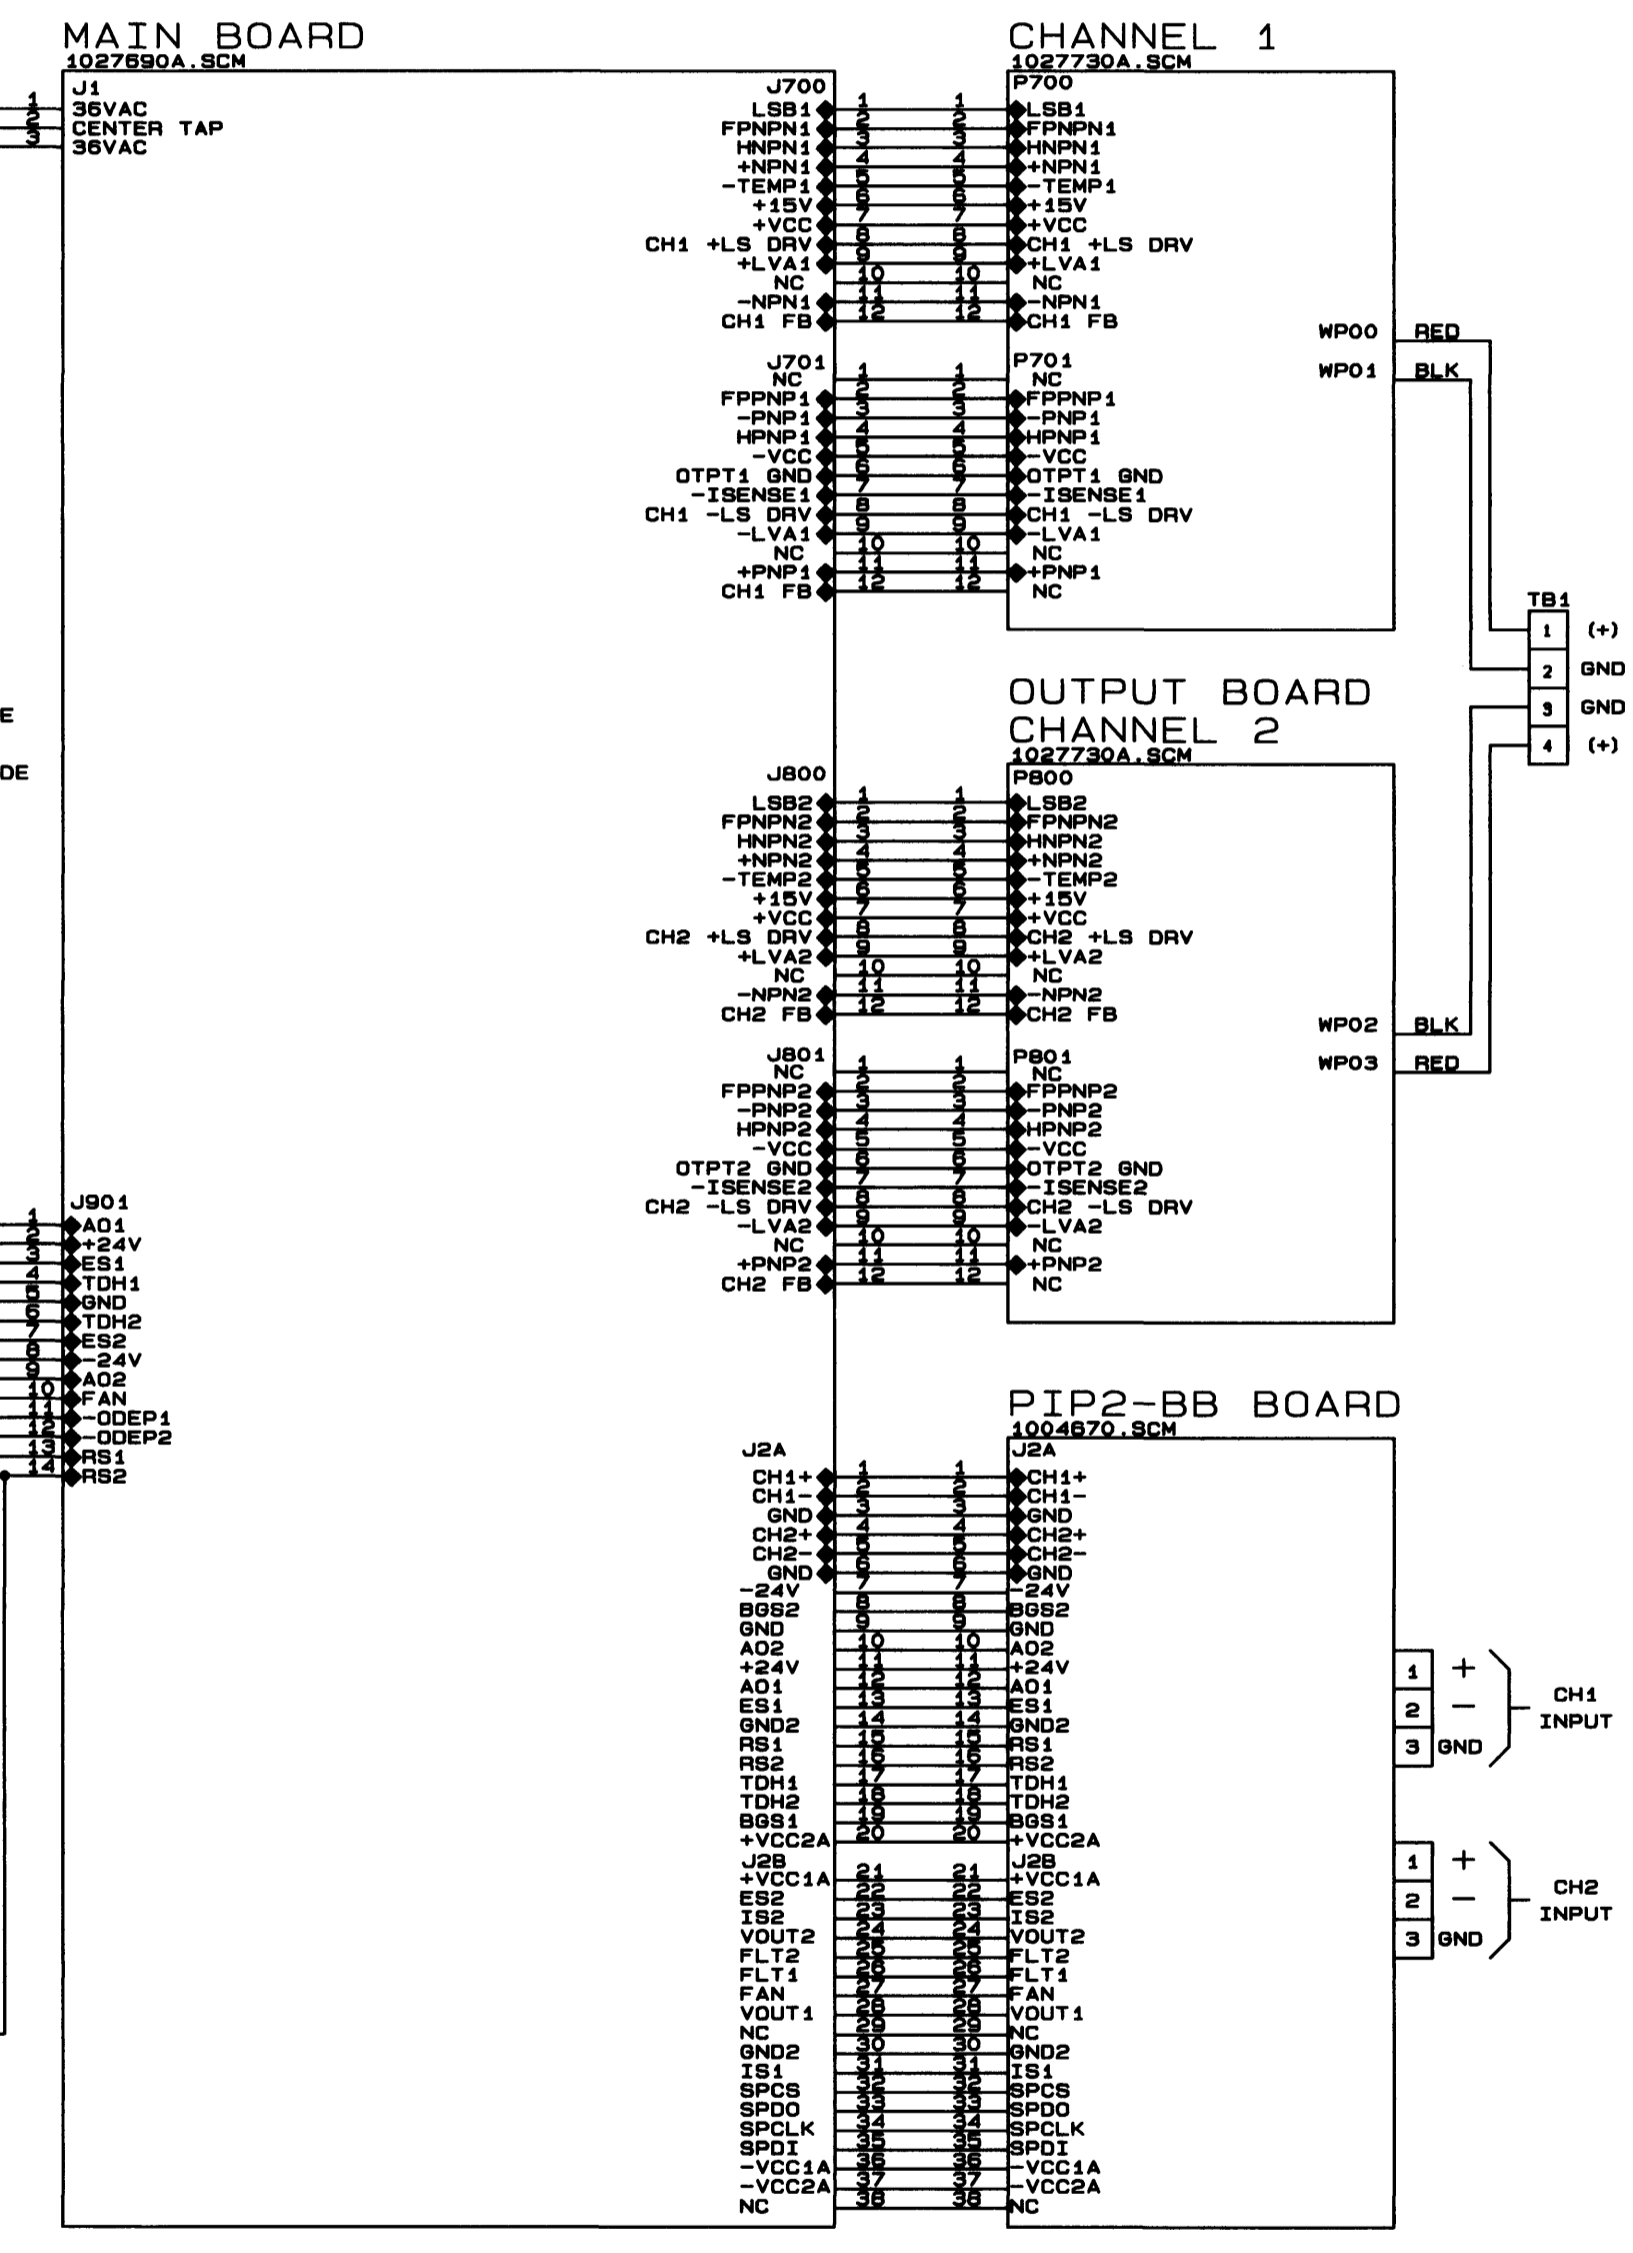 MAIN BOARD
1027690A.SCM
J1
1 36VAC
2 CENTER TAP
3 36VAC
E
DE
J901
1 AO1
2 +24V
3 ES1
4 TDH1
5 GND
6 TDH2
7 ES2
8 -24V
9 AO2
10 FAN
11 -ODEP1
12 -ODEP2
13 RS1
14 RS2
CHANNEL 1
1027730A.SCM
J700 P700
LSB1 1 1 LSB1
FPNPN1 2 2 FPNPN1
HNPN1 3 3 HNPN1
+NPN1 4 4 +NPN1
-TEMP1 5 5 -TEMP1
+15V 6 6 +15V
+VCC 7 7 +VCC
CH1 +LS DRV 8 8 CH1 +LS DRV
+LVA1 9 9 +LVA1
NC 10 10 NC
-NPN1 11 11 -NPN1
CH1 FB 12 12 CH1 FB
J701 P701
NC 1 1 NC
FPPNP1 2 2 FPPNP1
-PNP1 3 3 -PNP1
HPNP1 4 4 HPNP1
-VCC 5 5 -VCC
OTPT1 GND 6 6 OTPT1 GND
-ISENSE1 7 7 -ISENSE1
CH1 -LS DRV 8 8 CH1 -LS DRV
-LVA1 9 9 -LVA1
NC 10 10 NC
+PNP1 11 11 +PNP1
CH1 FB 12 12 NC
WP00 RED
WP01 BLK
TB1
1 (+)
2 GND
3 GND
4 (+)
OUTPUT BOARD
CHANNEL 2
1027730A.SCM
J800 P800
LSB2 1 1 LSB2
FPNPN2 2 2 FPNPN2
HNPN2 3 3 HNPN2
+NPN2 4 4 +NPN2
-TEMP2 5 5 -TEMP2
+15V 6 6 +15V
+VCC 7 7 +VCC
CH2 +LS DRV 8 8 CH2 +LS DRV
+LVA2 9 9 +LVA2
NC 10 10 NC
-NPN2 11 11 -NPN2
CH2 FB 12 12 CH2 FB
J801 P801
NC 1 1 NC
FPPNP2 2 2 FPPNP2
-PNP2 3 3 -PNP2
HPNP2 4 4 HPNP2
-VCC 5 5 -VCC
OTPT2 GND 6 6 OTPT2 GND
-ISENSE2 7 7 -ISENSE2
CH2 -LS DRV 8 8 CH2 -LS DRV
-LVA2 9 9 -LVA2
NC 10 10 NC
+PNP2 11 11 +PNP2
CH2 FB 12 12 NC
WP02 BLK
WP03 RED
PIP2-BB BOARD
1004670.SCM
J2A J2A
CH1+ 1 1 CH1+
CH1- 2 2 CH1-
GND 3 3 GND
CH2+ 4 4 CH2+
CH2- 5 5 CH2-
GND 6 6 GND
-24V 7 7 -24V
BGS2 8 8 BGS2
GND 9 9 GND
AO2 10 10 AO2
+24V 11 11 +24V
AO1 12 12 AO1
ES1 13 13 ES1
GND2 14 14 GND2
RS1 15 15 RS1
RS2 16 16 RS2
TDH1 17 17 TDH1
TDH2 18 18 TDH2
BGS1 19 19 BGS1
+VCC2A 20 20 +VCC2A
J2B J2B
+VCC1A 21 21 +VCC1A
ES2 22 22 ES2
IS2 23 23 IS2
VOUT2 24 24 VOUT2
FLT2 25 25 FLT2
FLT1 26 26 FLT1
FAN 27 27 FAN
VOUT1 28 28 VOUT1
NC 29 29 NC
GND2 30 30 GND2
IS1 31 31 IS1
SPCS 32 32 SPCS
SPDO 33 33 SPDO
SPCLK 34 34 SPCLK
SPDI 35 35 SPDI
-VCC1A 36 36 -VCC1A
-VCC2A 37 37 -VCC2A
NC 38 38 NC
1 +
2 -
3 GND
CH1
INPUT
1 +
2 -
3 GND
CH2
INPUT